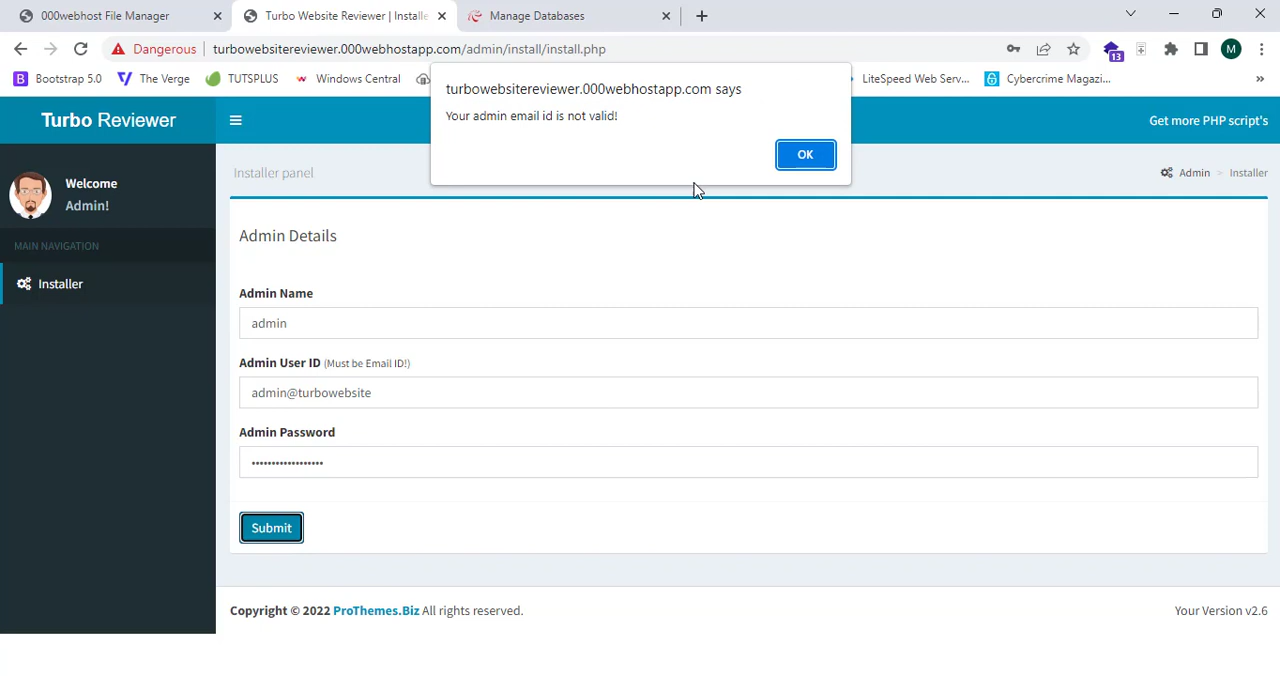 000webhost File Manager
Turbo Website Reviewer | Installe
Manage Databases
Dangerous
turbowebsitereviewer.000webhostapp.com/admin/install/install.php
13
M
B Bootstrap 5.0
The Verge
TUTSPLUS
Windows Central
LiteSpeed Web Serv...
Cybercrime Magazi...
»
turbowebsitereviewer.000webhostapp.com says
Your admin email id is not valid!
OK
Turbo Reviewer
Get more PHP script's
Welcome
Admin!
MAIN NAVIGATION
Installer
Installer panel
Admin > Installer
Admin Details
Admin Name
admin
Admin User ID (Must be Email ID!)
admin@turbowebsite
Admin Password
••••••••••••••••••
Submit
Copyright © 2022 ProThemes.Biz All rights reserved.
Your Version v2.6